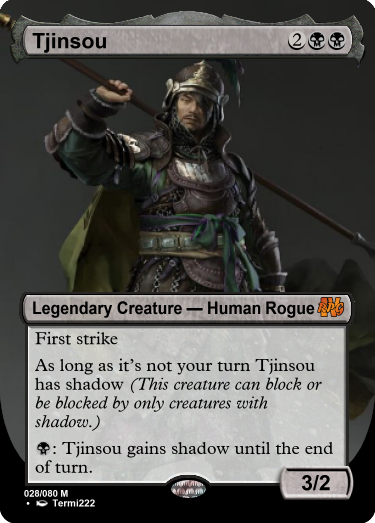 Tjinsou 2
Legendary Creature — Human Rogue RPG
First strike
As long as it's not your turn Tjinsou
has shadow (This creature can block or
be blocked by only creatures with
shadow.)
: Tjinsou gains shadow until the end
of turn.
3/2
028/080 M
• Termi222